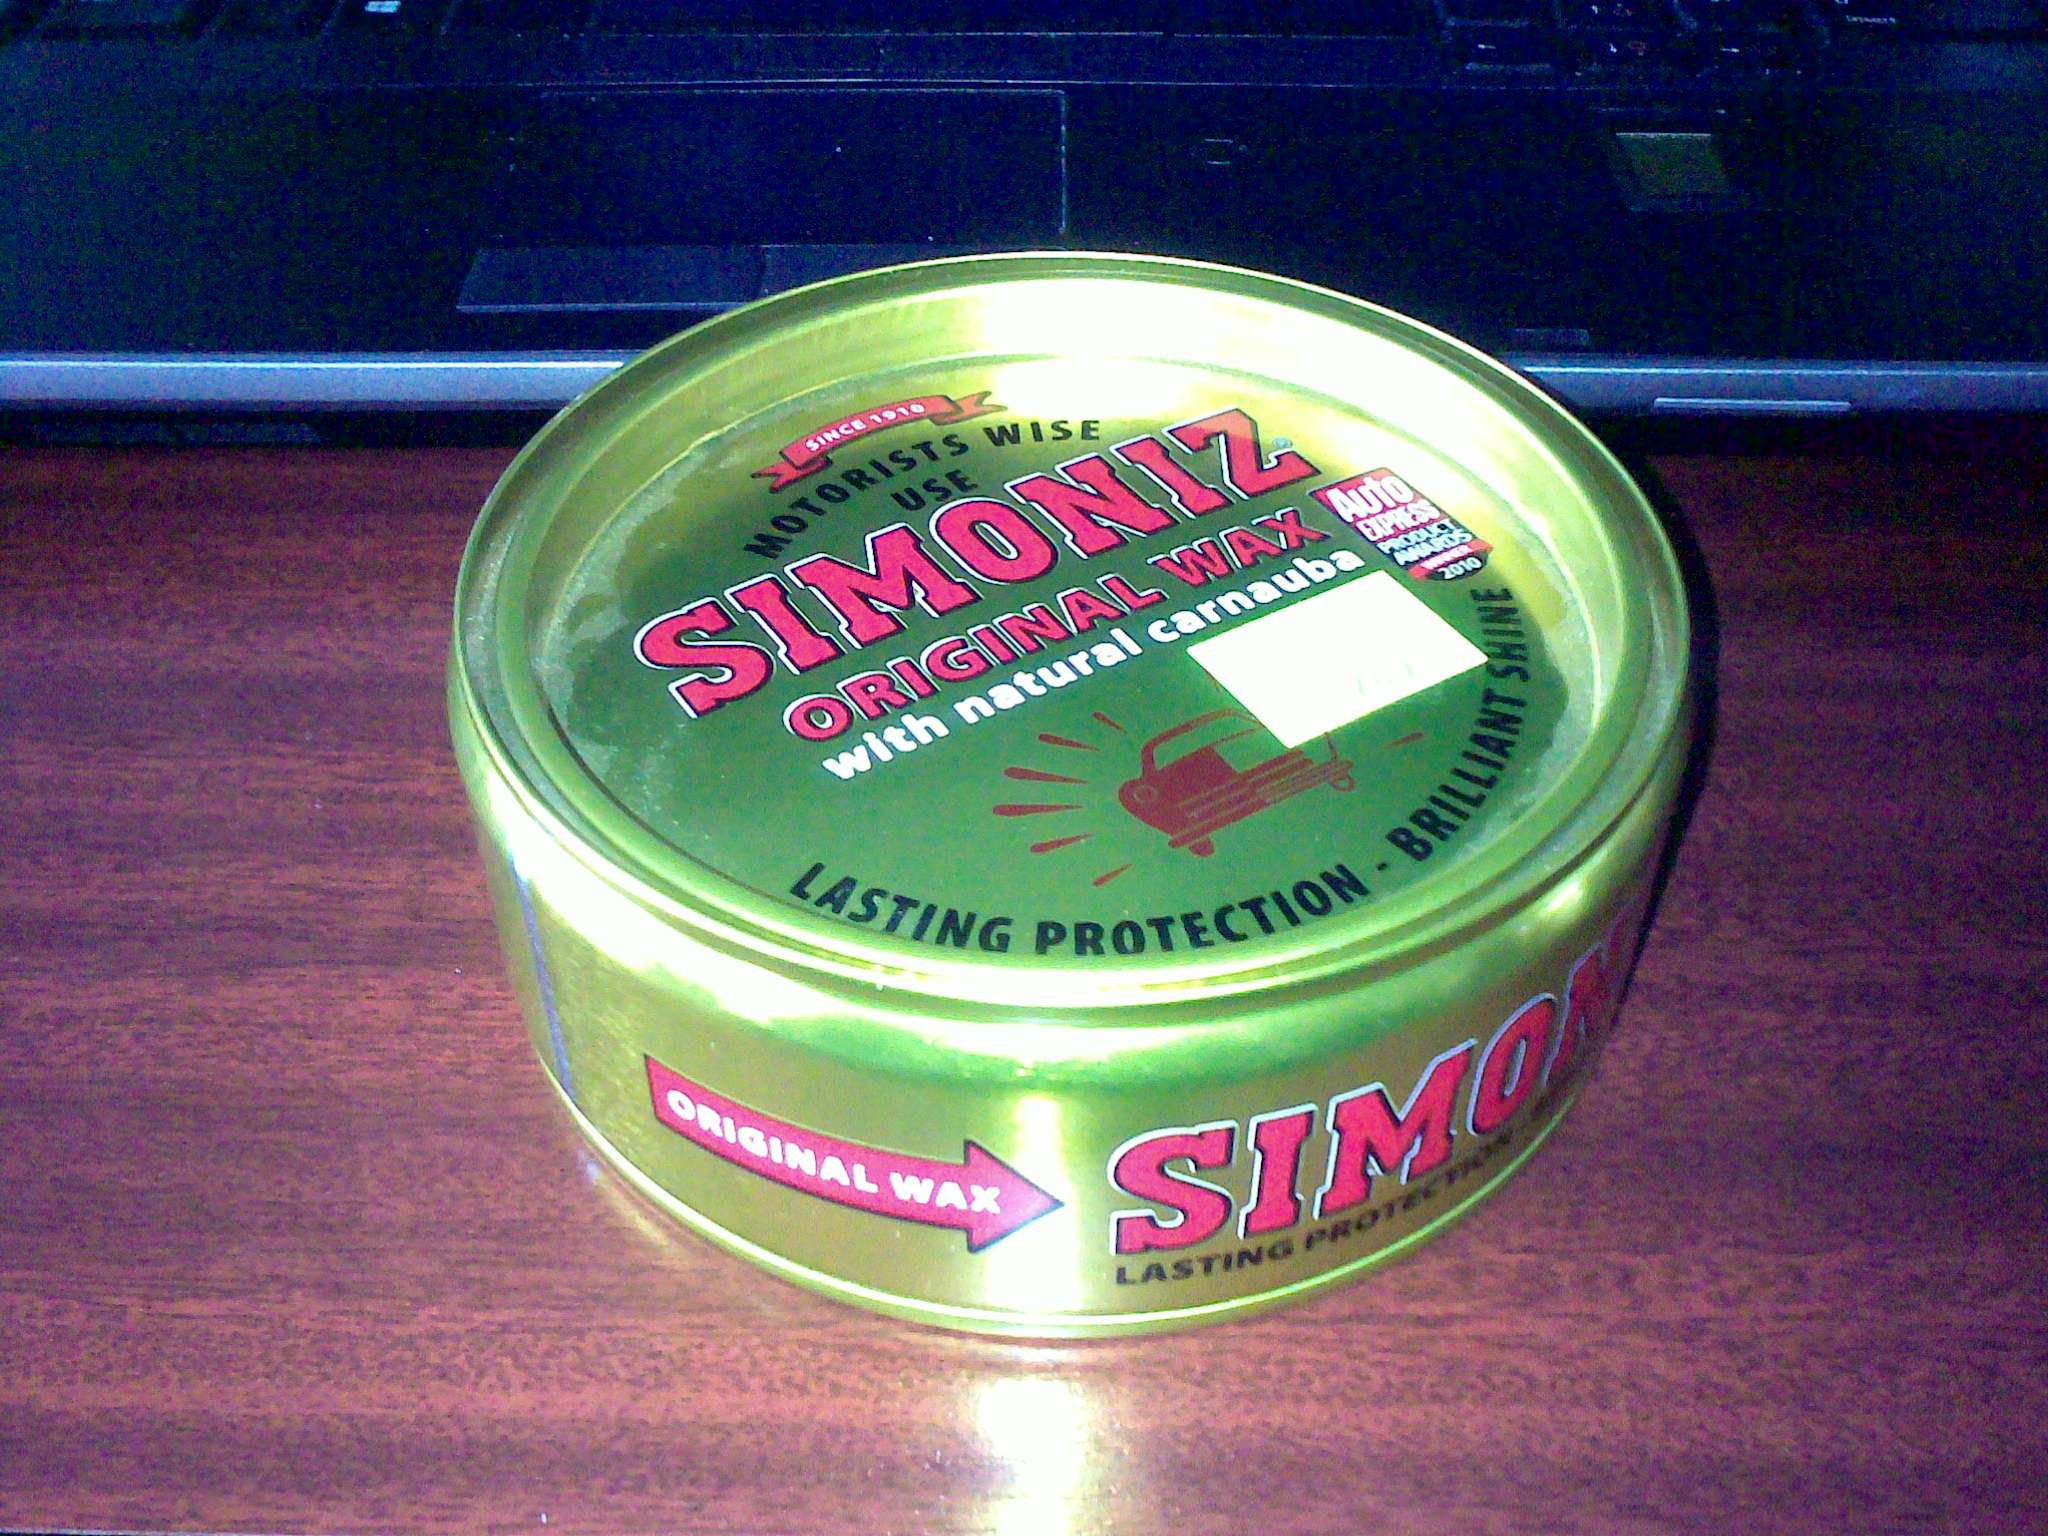 SINCE 1910
MOTORISTS WISE
USE
SIMONIZ®
ORIGINAL WAX
with natural carnauba
Auto
EXPRESS
PRODUCT
AWARDS
WINNER
2010
LASTING PROTECTION - BRILLIANT SHINE
ORIGINAL WAX
SIMON
LASTING PROTECTION